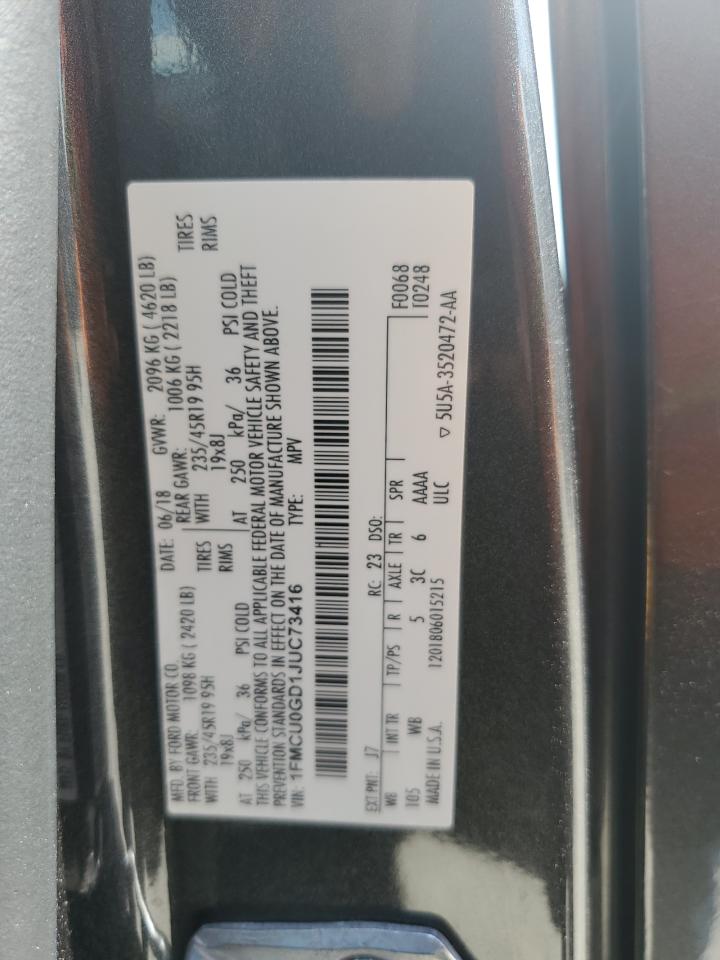 MFD. BY FORD MOTOR CO.
DATE: 06/18 GVWR: 2096 KG ( 4620 LB)
FRONT GAWR: 1098 KG ( 2420 LB)
REAR GAWR: 1006 KG ( 2218 LB)
WITH 235/45R19 95H TIRES
WITH 235/45R19 95H TIRES
19x8J RIMS
19x8J RIMS
AT 250 kPa/ 36 PSI COLD
AT 250 kPa/ 36 PSI COLD
THIS VEHICLE CONFORMS TO ALL APPLICABLE FEDERAL MOTOR VEHICLE SAFETY AND THEFT
PREVENTION STANDARDS IN EFFECT ON THE DATE OF MANUFACTURE SHOWN ABOVE.
VIN: 1FMCU0GD1JUC73416 TYPE: MPV
EXT PNT: J7 RC: 23 DSO: F0068
WB INT TR TP/PS R AXLE TR SPR T0248
105 WB 5 3C 6 AAAA
MADE IN U.S.A. 1201806015215 ULC
▽ 5U5A-3520472-AA